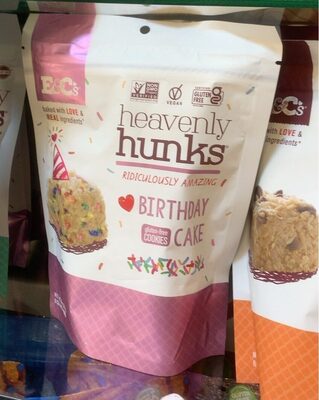 E&C's
baked with LOVE &
REAL ingredients*
VERIFIED
VEGAN
GLUTEN
FREE
heavenly
hunks
RIDICULOUSLY AMAZING
BIRTHDAY
gluten-free
COOKIES
CAKE
E&C's
with LOVE &
ingredients*